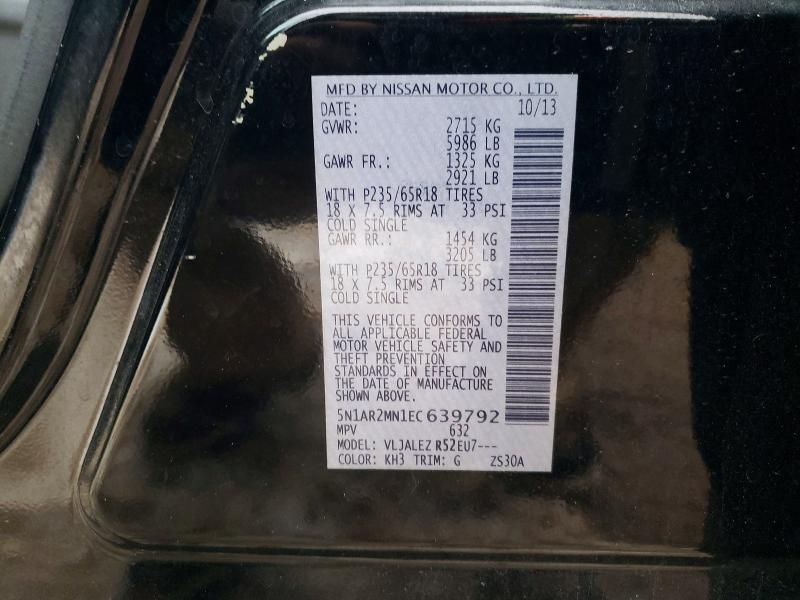 MFD BY NISSAN MOTOR CO., LTD.
DATE: 10/13
GVWR: 2715 KG
5986 LB
GAWR FR.: 1325 KG
2921 LB
WITH P235/65R18 TIRES
18 X 7.5 RIMS AT 33 PSI
COLD SINGLE
GAWR RR.: 1454 KG
3205 LB
WITH P235/65R18 TIRES
18 X 7.5 RIMS AT 33 PSI
COLD SINGLE
THIS VEHICLE CONFORMS TO
ALL APPLICABLE FEDERAL
MOTOR VEHICLE SAFETY AND
THEFT PREVENTION
STANDARDS IN EFFECT ON
THE DATE OF MANUFACTURE
SHOWN ABOVE.
5N1AR2MN1EC639792
MPV 632
MODEL: VLJALEZ R52EU7---
COLOR: KH3 TRIM: G ZS30A